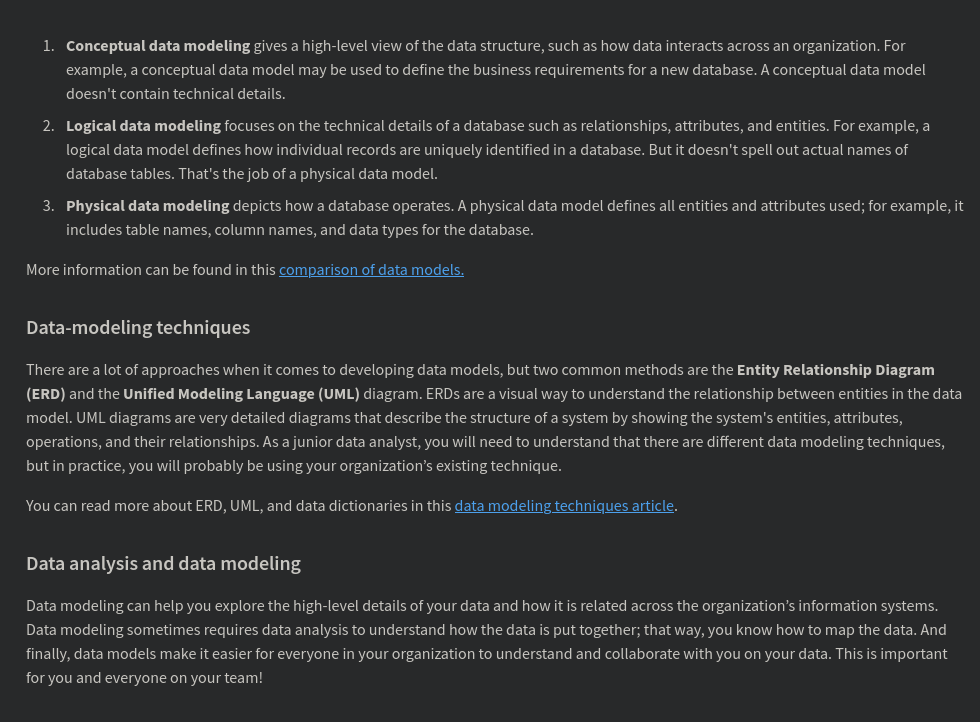 1. Conceptual data modeling gives a high-level view of the data structure, such as how data interacts across an organization. For
example, a conceptual data model may be used to define the business requirements for a new database. A conceptual data model
doesn't contain technical details.
2. Logical data modeling focuses on the technical details of a database such as relationships, attributes, and entities. For example, a
logical data model defines how individual records are uniquely identified in a database. But it doesn't spell out actual names of
database tables. That's the job of a physical data model.
3. Physical data modeling depicts how a database operates. A physical data model defines all entities and attributes used; for example, it
includes table names, column names, and data types for the database.
More information can be found in this comparison of data models.
Data-modeling techniques
There are a lot of approaches when it comes to developing data models, but two common methods are the Entity Relationship Diagram
(ERD) and the Unified Modeling Language (UML) diagram. ERDs are a visual way to understand the relationship between entities in the data
model. UML diagrams are very detailed diagrams that describe the structure of a system by showing the system's entities, attributes,
operations, and their relationships. As a junior data analyst, you will need to understand that there are different data modeling techniques,
but in practice, you will probably be using your organization’s existing technique.
You can read more about ERD, UML, and data dictionaries in this data modeling techniques article.
Data analysis and data modeling
Data modeling can help you explore the high-level details of your data and how it is related across the organization’s information systems.
Data modeling sometimes requires data analysis to understand how the data is put together; that way, you know how to map the data. And
finally, data models make it easier for everyone in your organization to understand and collaborate with you on your data. This is important
for you and everyone on your team!